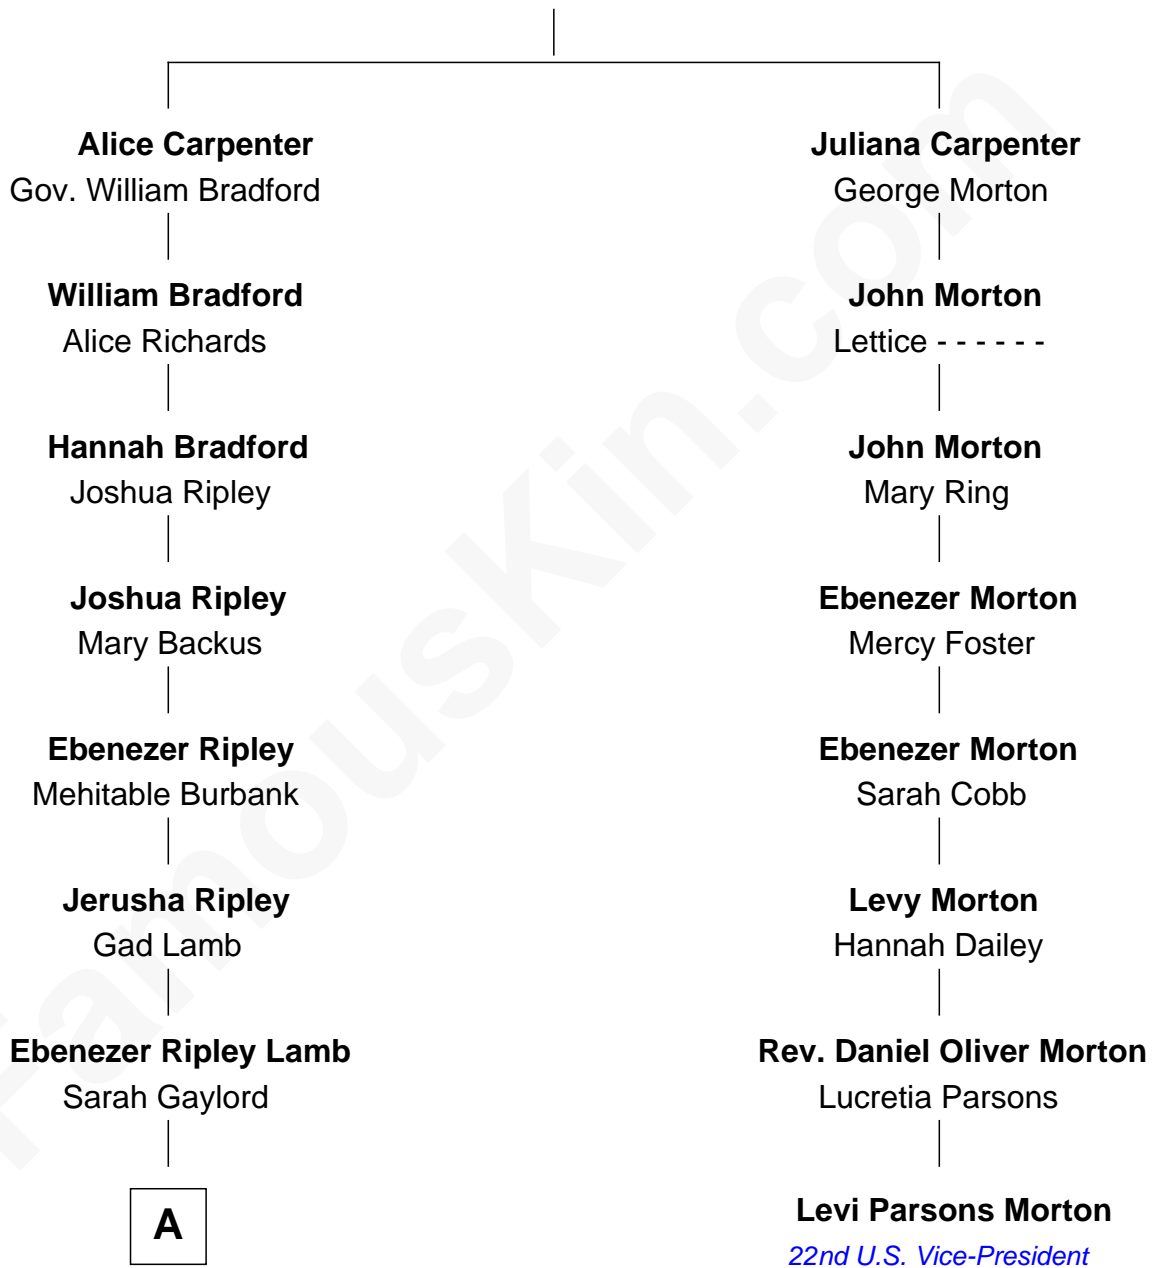 Alice Carpenter
Gov. William Bradford
William Bradford
Alice Richards
Hannah Bradford
Joshua Ripley
Joshua Ripley
Mary Backus
Ebenezer Ripley
Mehitable Burbank
Jerusha Ripley
Gad Lamb
Ebenezer Ripley Lamb
Sarah Gaylord
A
Juliana Carpenter
George Morton
John Morton
Lettice - - - - - -
John Morton
Mary Ring
Ebenezer Morton
Mercy Foster
Ebenezer Morton
Sarah Cobb
Levy Morton
Hannah Dailey
Rev. Daniel Oliver Morton
Lucretia Parsons
Levi Parsons Morton
22nd U.S. Vice-President
FamousKin.com